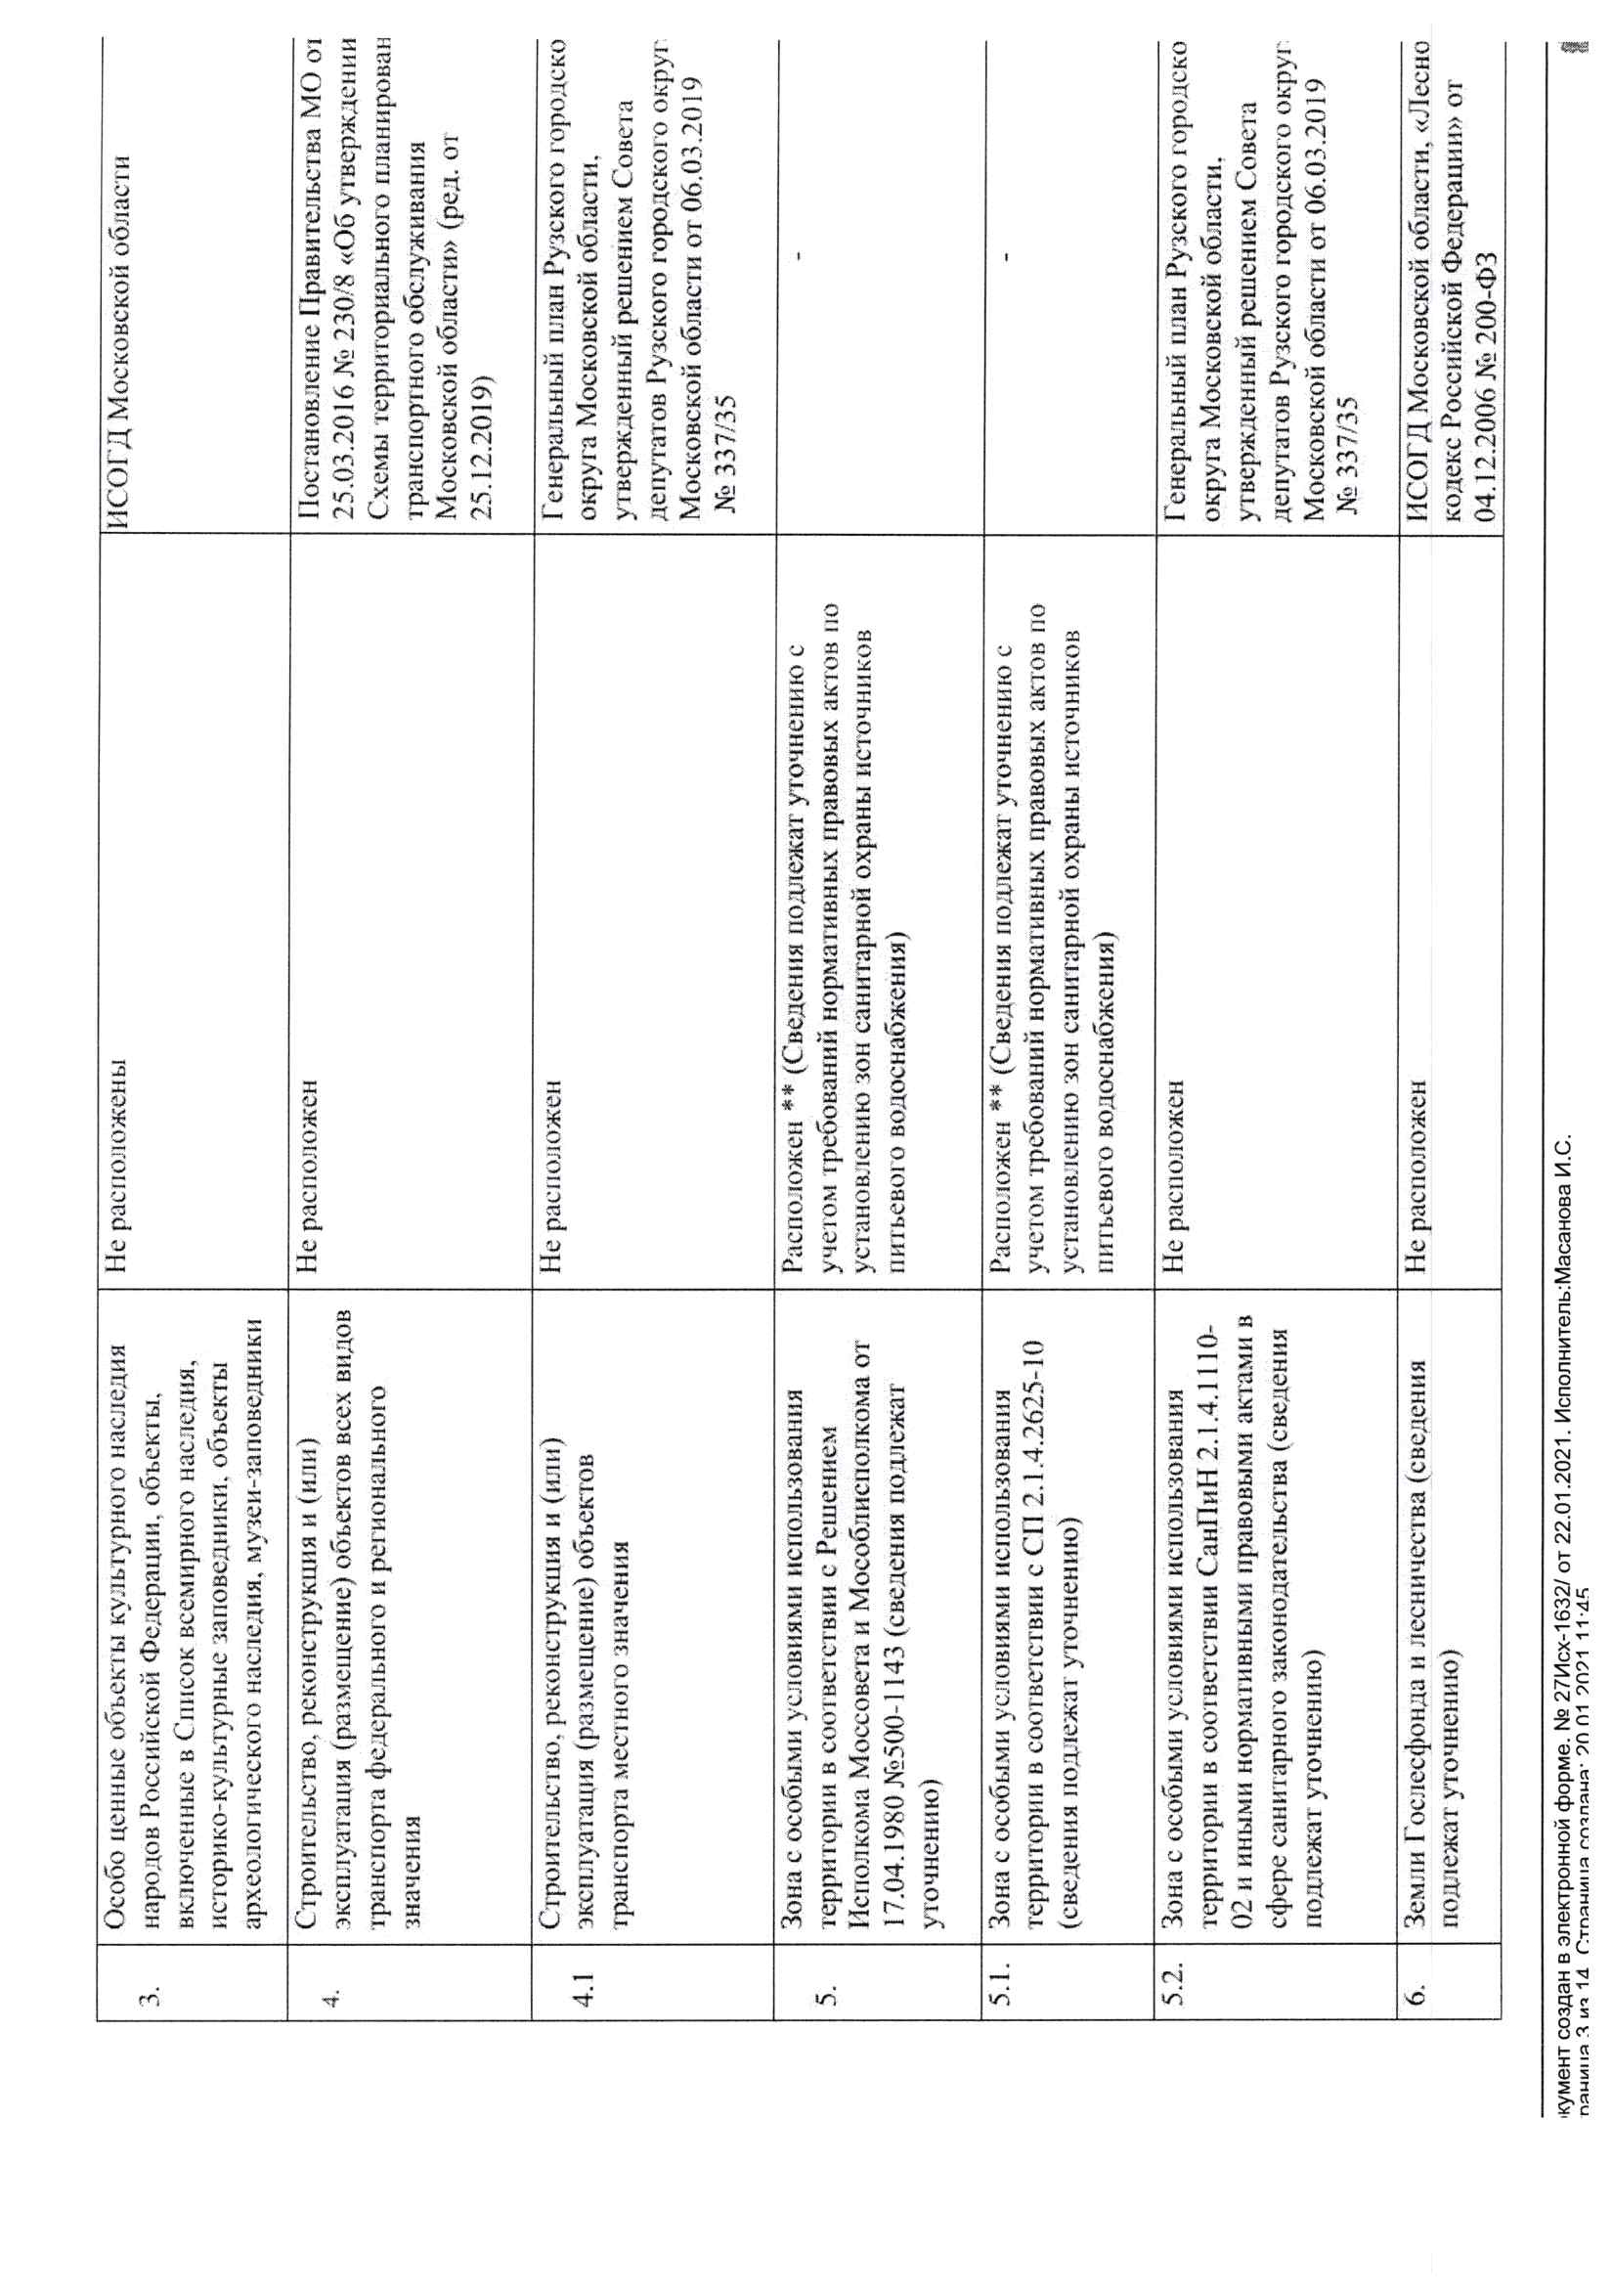 3.
Особо ценные объекты культурного наследия
народов Российской Федерации, объекты,
включенные в Список всемирного наследия,
историко-культурные заповедники, объекты
археологического наследия, музеи-заповедники
Не расположены
ИСОГД Московской области
4.
Строительство, реконструкция и (или)
эксплуатация (размещение) объектов всех видов
транспорта федерального и регионального
значения
Не расположен
Постановление Правительства МО от
25.03.2016 № 230/8 «Об утверждении
Схемы территориального планирован
транспортного обслуживания
Московской области» (ред. от
25.12.2019)
4.1
Строительство, реконструкция и (или)
эксплуатация (размещение) объектов
транспорта местного значения
Не расположен
Генеральный план Рузского городско
округа Московской области,
утвержденный решением Совета
депутатов Рузского городского округ
Московской области от 06.03.2019
№ 337/35
5.
Зона с особыми условиями использования
территории в соответствии с Решением
Исполкома Моссовета и Мособлисполкома от
17.04.1980 №500-1143 (сведения подлежат
уточнению)
Расположен ** (Сведения подлежат уточнению с
учетом требований нормативных правовых актов по
установлению зон санитарной охраны источников
питьевого водоснабжения)
-
5.1.
Зона с особыми условиями использования
территории в соответствии с СП 2.1.4.2625-10
(сведения подлежат уточнению)
Расположен ** (Сведения подлежат уточнению с
учетом требований нормативных правовых актов по
установлению зон санитарной охраны источников
питьевого водоснабжения)
-
5.2.
Зона с особыми условиями использования
территории в соответствии СанПиН 2.1.4.1110-
02 и иными нормативными правовыми актами в
сфере санитарного законодательства (сведения
подлежат уточнению)
Не расположен
Генеральный план Рузского городско
округа Московской области,
утвержденный решением Совета
депутатов Рузского городского округ
Московской области от 06.03.2019
№ 337/35
6.
Земли Гослесфонда и лесничества (сведения
подлежат уточнению)
Не расположен
ИСОГД Московской области, «Лесно
кодекс Российской Федерации» от
04.12.2006 № 200-ФЗ
кумент создан в электронной форме. № 27Исх-1632/ от 22.01.2021. Исполнитель:Масанова И.С.
раница 3 из 14. Страница создана: 20.01.2021 11:45